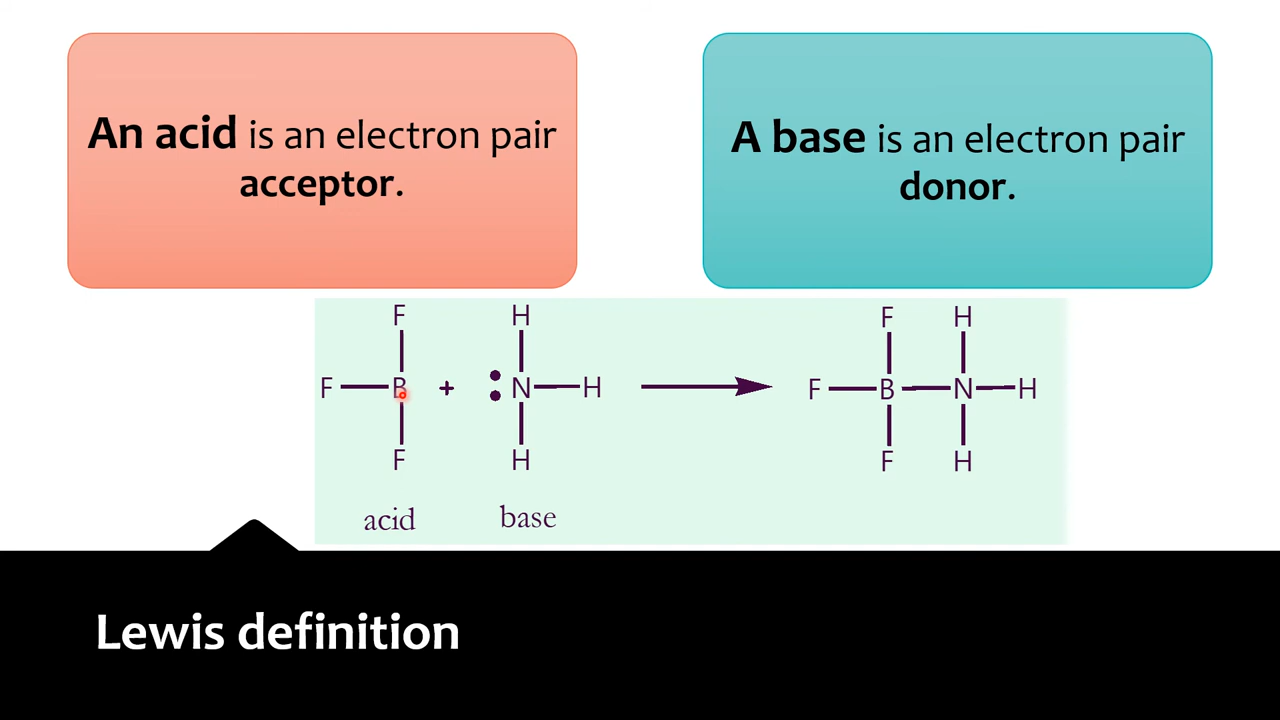 An acid is an electron pair
acceptor.
A base is an electron pair
donor.
F H F H
F B + N H F B N H
F H F H
acid base
Lewis definition